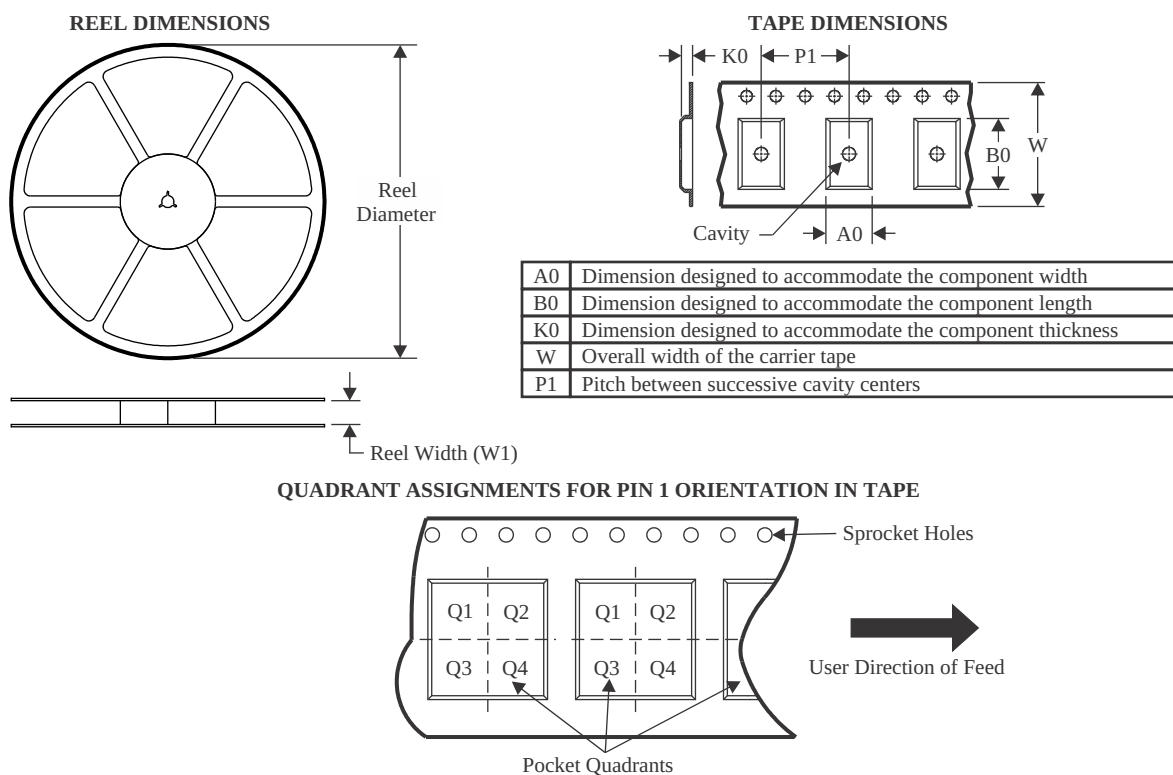 REEL DIMENSIONS
Reel
Diameter
Reel Width (W1)
TAPE DIMENSIONS
K0
P1
B0
W
Cavity
A0
A0 Dimension designed to accommodate the component width
B0 Dimension designed to accommodate the component length
K0 Dimension designed to accommodate the component thickness
W Overall width of the carrier tape
P1 Pitch between successive cavity centers
QUADRANT ASSIGNMENTS FOR PIN 1 ORIENTATION IN TAPE
Sprocket Holes
Q1 Q2 Q1 Q2
Q3 Q4 Q3 Q4
User Direction of Feed
Pocket Quadrants